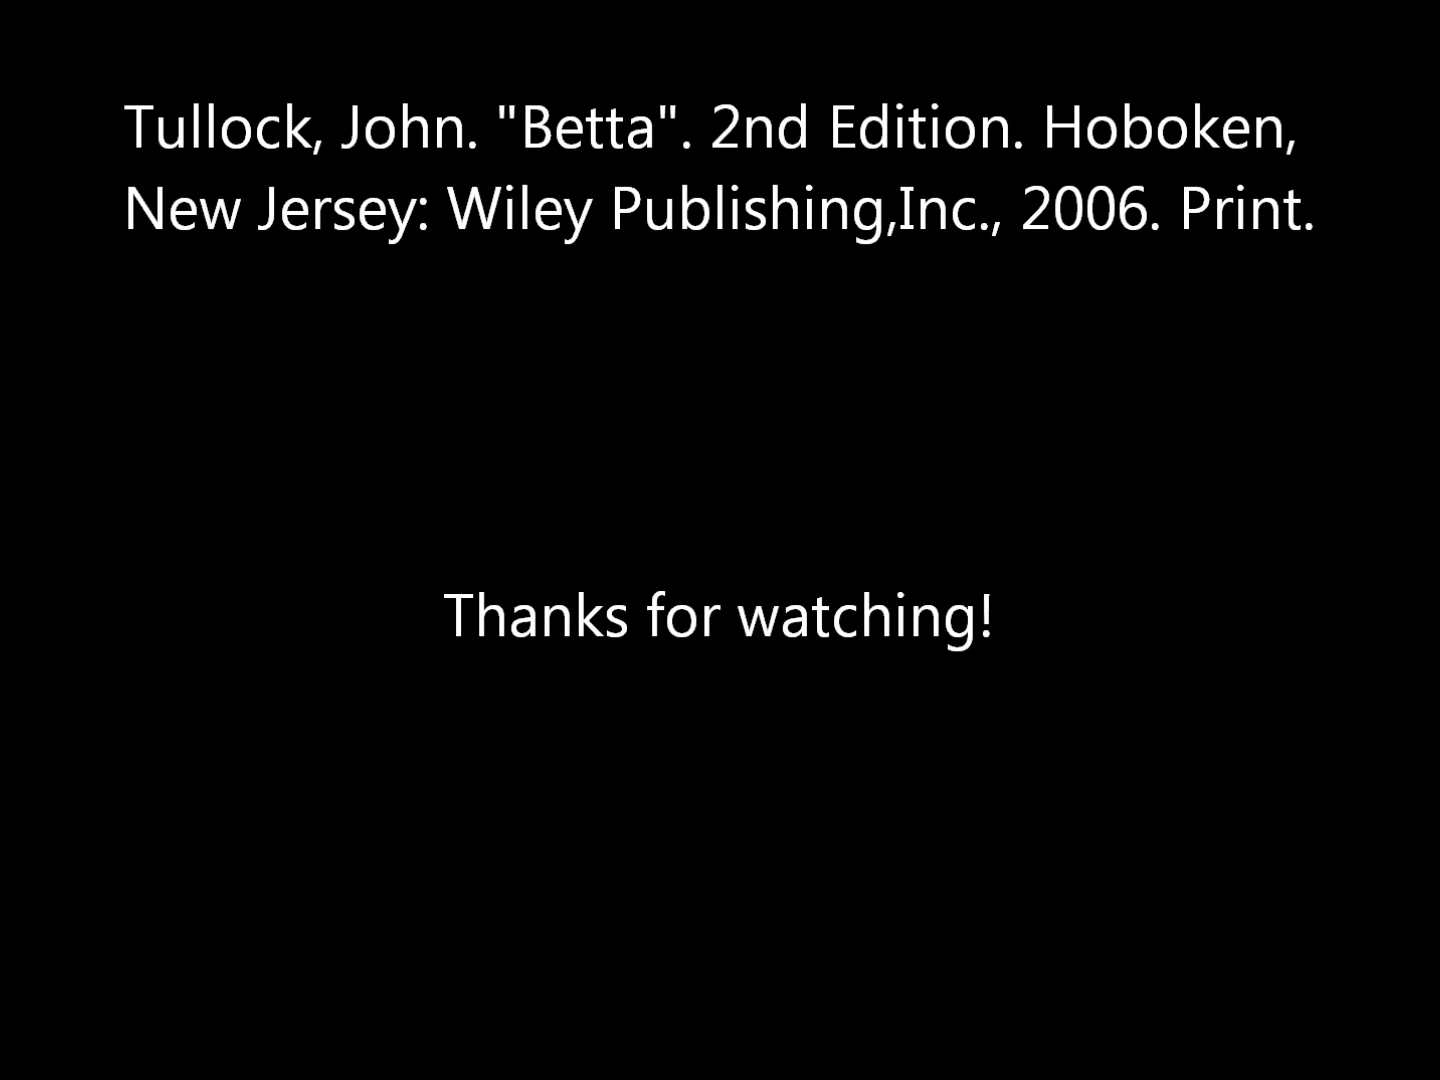 Tullock, John. "Betta". 2nd Edition. Hoboken,
New Jersey: Wiley Publishing,Inc., 2006. Print.
Thanks for watching!